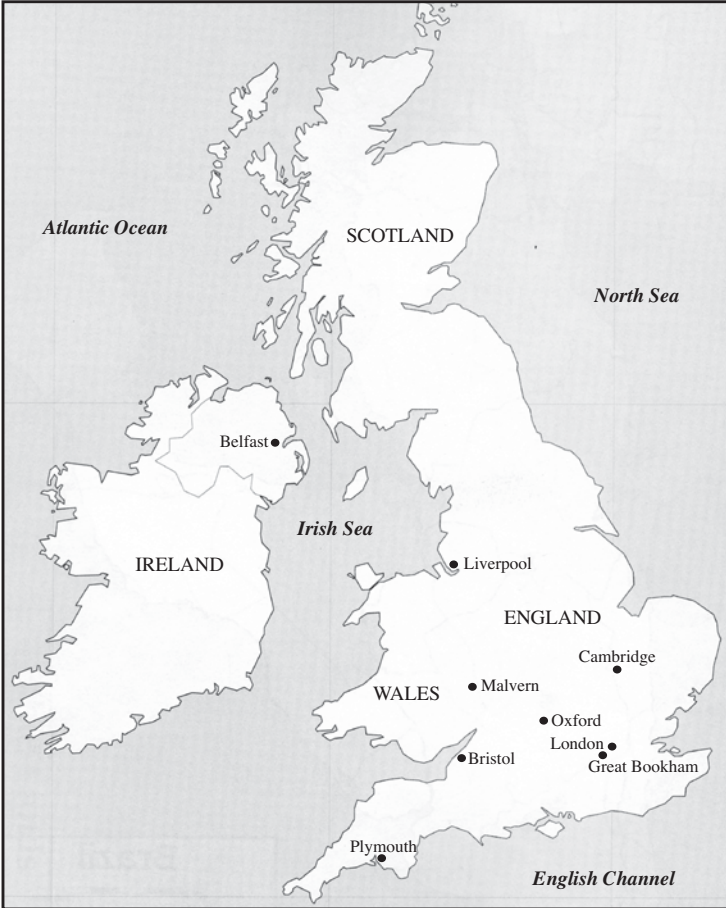 SCOTLAND
Atlantic Ocean
North Sea
Belfast
Irish Sea
IRELAND
Liverpool
ENGLAND
Cambridge
WALES
Malvern
Oxford
London
Bristol
Great Bookham
Plymouth
English Channel